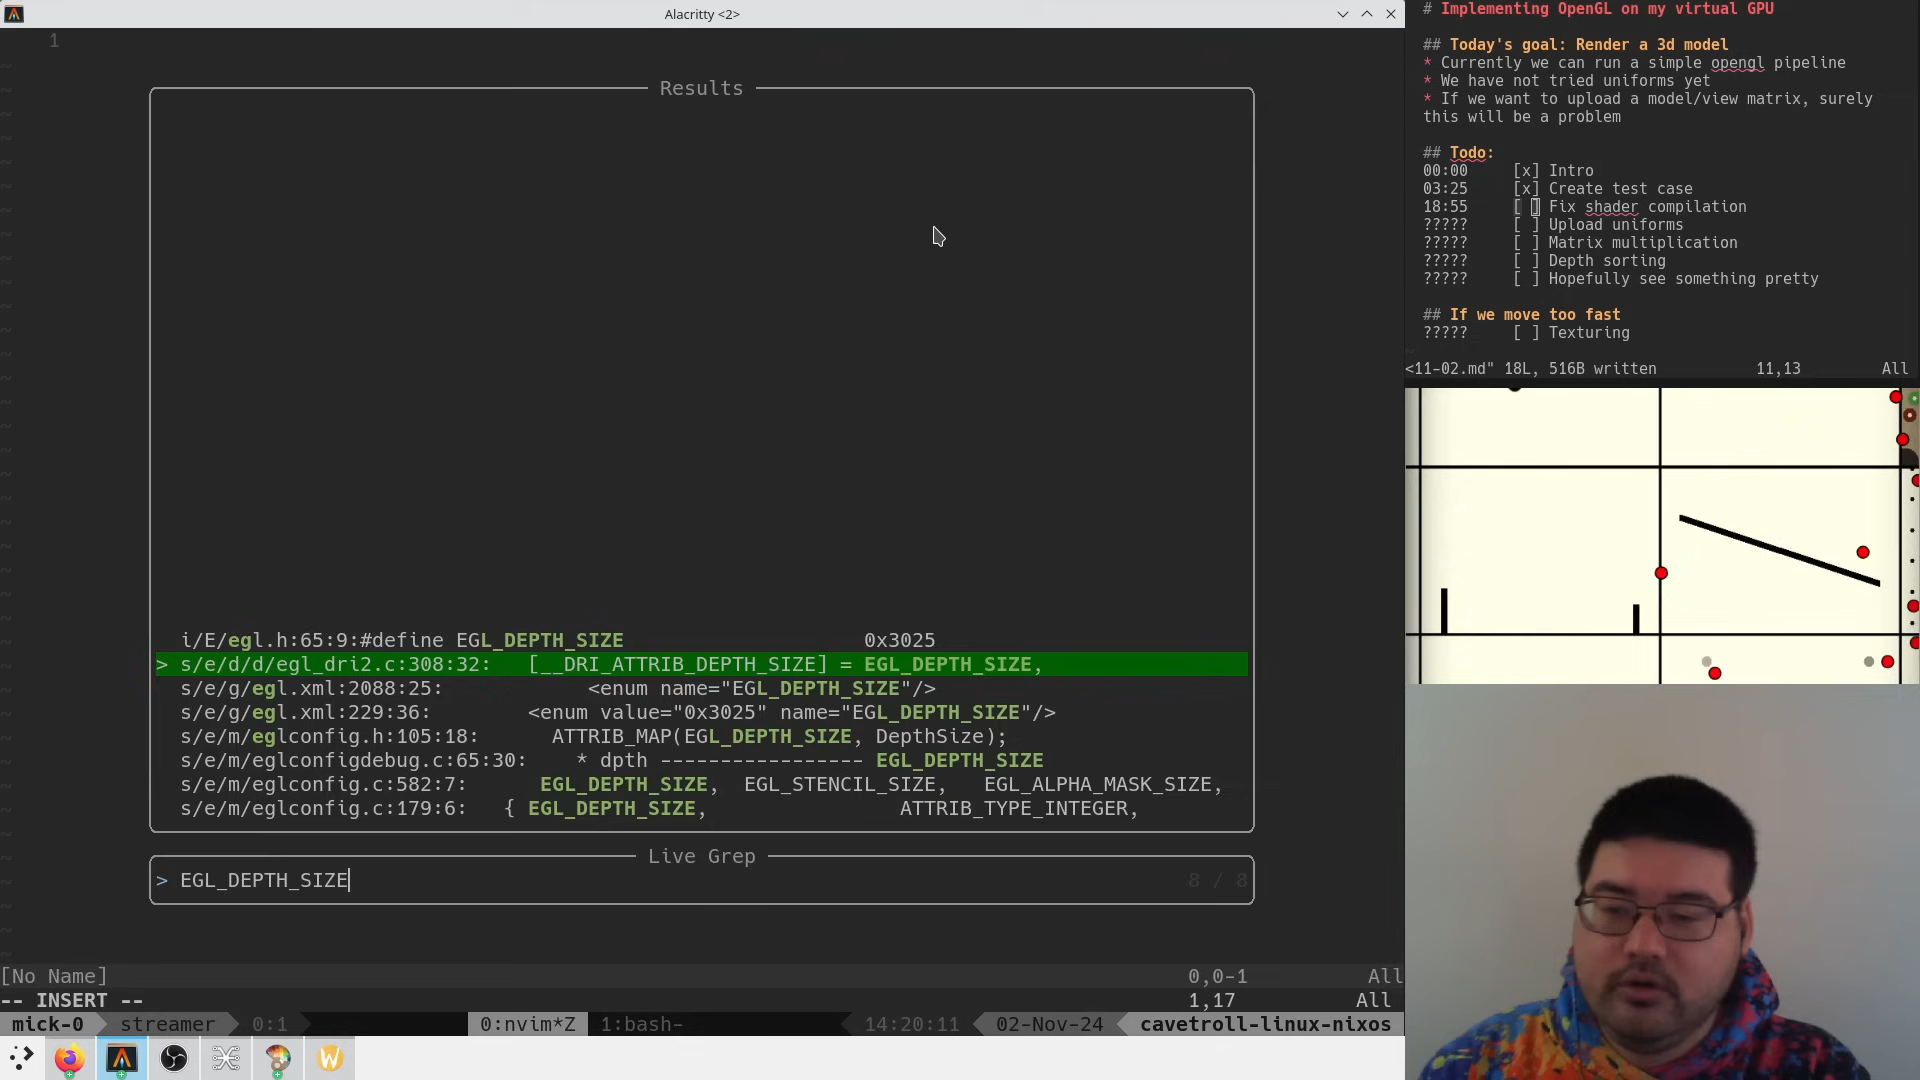 Alacritty <2>
1
Results
i/E/egl.h:65:9:#define EGL_DEPTH_SIZE 0x3025
> s/e/d/d/egl_dri2.c:308:32: [__DRI_ATTRIB_DEPTH_SIZE] = EGL_DEPTH_SIZE,
s/e/g/egl.xml:2088:25: <enum name="EGL_DEPTH_SIZE"/>
s/e/g/egl.xml:229:36: <enum value="0x3025" name="EGL_DEPTH_SIZE"/>
s/e/m/eglconfig.h:105:18: ATTRIB_MAP(EGL_DEPTH_SIZE, DepthSize);
s/e/m/eglconfigdebug.c:65:30: * dpth ----------------- EGL_DEPTH_SIZE
s/e/m/eglconfig.c:582:7: EGL_DEPTH_SIZE, EGL_STENCIL_SIZE, EGL_ALPHA_MASK_SIZE,
s/e/m/eglconfig.c:179:6: { EGL_DEPTH_SIZE, ATTRIB_TYPE_INTEGER,
Live Grep
> EGL_DEPTH_SIZE 8 / 8
[No Name] 0,0-1 All
-- INSERT -- 1,17 All
mick-0 streamer 0:1 0:nvim*Z 1:bash- 14:20:11 02-Nov-24 cavetroll-linux-nixos
# Implementing OpenGL on my virtual GPU
## Today's goal: Render a 3d model
* Currently we can run a simple opengl pipeline
* We have not tried uniforms yet
* If we want to upload a model/view matrix, surely
this will be a problem
## Todo:
00:00 [x] Intro
03:25 [x] Create test case
18:55 [ ] Fix shader compilation
????? [ ] Upload uniforms
????? [ ] Matrix multiplication
????? [ ] Depth sorting
????? [ ] Hopefully see something pretty
## If we move too fast
????? [ ] Texturing
<11-02.md" 18L, 516B written 11,13 All